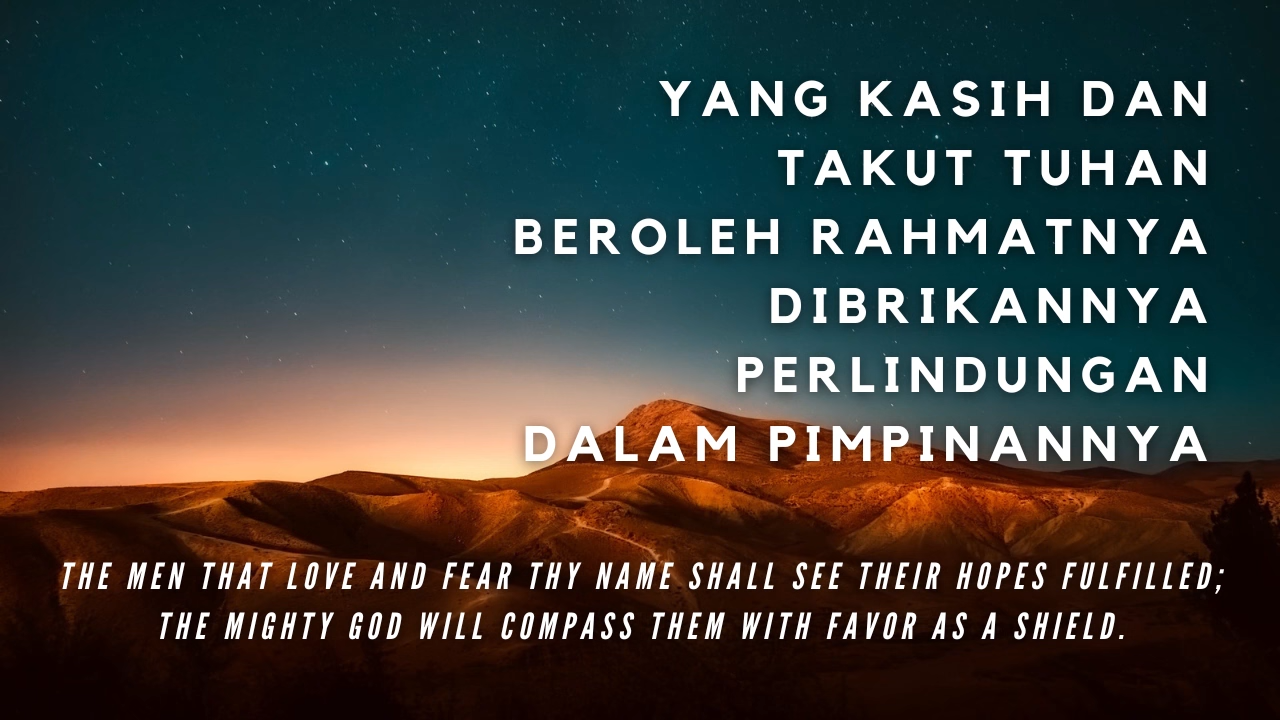 YANG KASIH DAN
TAKUT TUHAN
BEROLEH RAHMATNYA
DIBRIKANNYA
PERLINDUNGAN
DALAM PIMPINANNYA
THE MEN THAT LOVE AND FEAR THY NAME SHALL SEE THEIR HOPES FULFILLED;
THE MIGHTY GOD WILL COMPASS THEM WITH FAVOR AS A SHIELD.